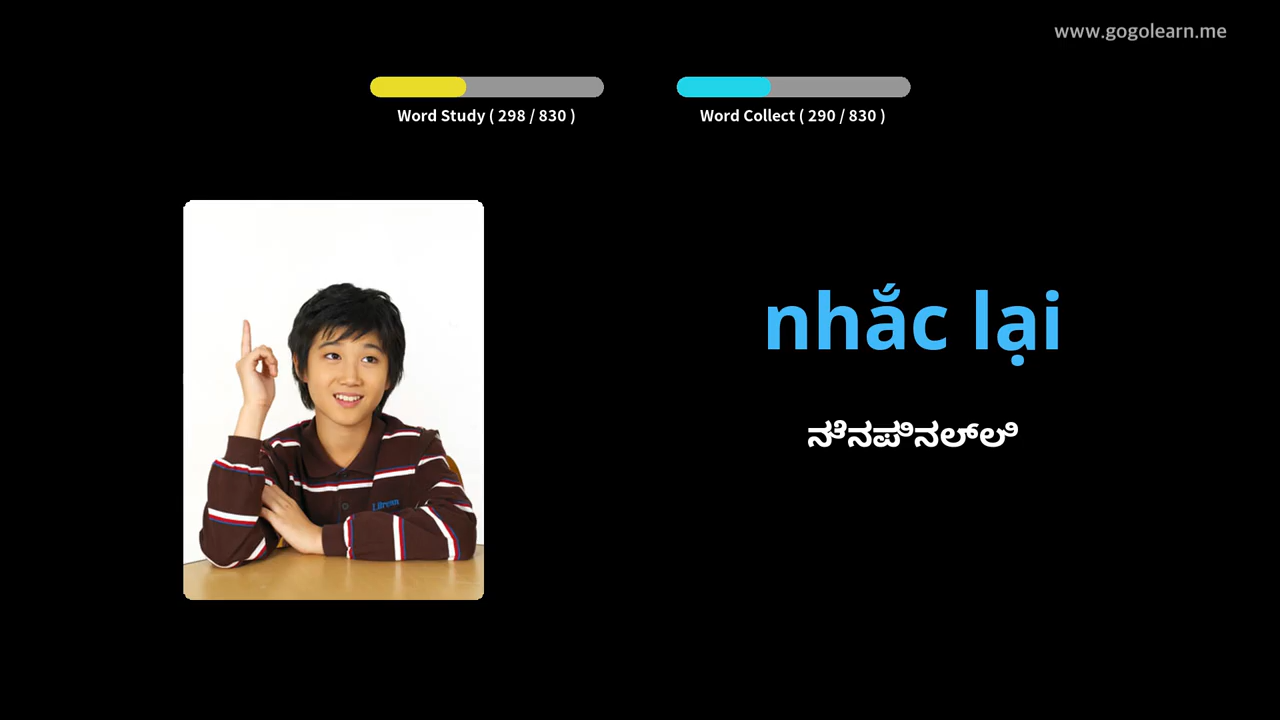 www.gogolearn.me
Word Study ( 298 / 830 )
Word Collect ( 290 / 830 )
nhắc lại
ನೆನಪಿನಲ್ಲಿ